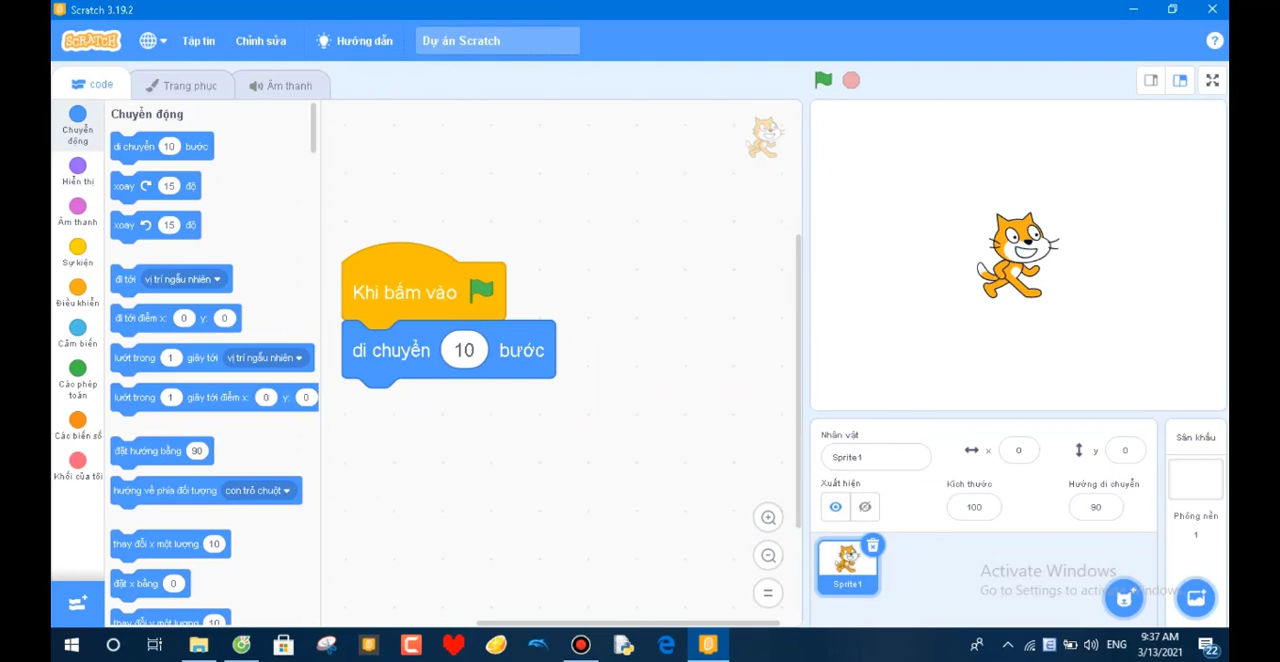 Scratch 3.19.2
SCRATCH
Tập tin
Chỉnh sửa
Hướng dẫn
Dự án Scratch
?
code
Trang phục
Âm thanh
Chuyển động
Hiển thị
Âm thanh
Sự kiện
Điều khiển
Cảm biến
Các phép toán
Các biến số
Khối của tôi
Chuyển động
di chuyển 10 bước
xoay 15 độ
xoay 15 độ
đi tới vị trí ngẫu nhiên
đi tới điểm x: 0 y: 0
lướt trong 1 giây tới vị trí ngẫu nhiên
lướt trong 1 giây tới điểm x: 0 y: 0
đặt hướng bằng 90
hướng về phía đối tượng con trỏ chuột
thay đổi x một lượng 10
đặt x bằng 0
thay đổi y một lượng 10
Khi bấm vào
di chuyển 10 bước
Nhân vật
Sprite1
x 0
y 0
Xuất hiện
Kích thước
100
Hướng di chuyển
90
Sprite1
Sân khấu
Phông nền
1
Activate Windows
Go to Settings to activate Windows
ENG
9:37 AM
3/13/2021
22